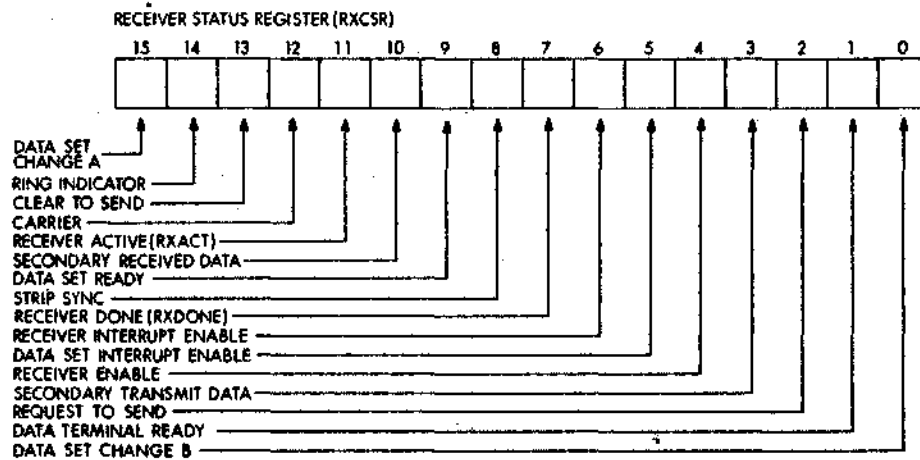 RECEIVER STATUS REGISTER (RXCSR)
15 14 13 12 11 10 9 8 7 6 5 4 3 2 1 0
DATA SET
CHANGE A
RING INDICATOR
CLEAR TO SEND
CARRIER
RECEIVER ACTIVE (RXACT)
SECONDARY RECEIVED DATA
DATA SET READY
STRIP SYNC
RECEIVER DONE (RXDONE)
RECEIVER INTERRUPT ENABLE
DATA SET INTERRUPT ENABLE
RECEIVER ENABLE
SECONDARY TRANSMIT DATA
REQUEST TO SEND
DATA TERMINAL READY
DATA SET CHANGE B